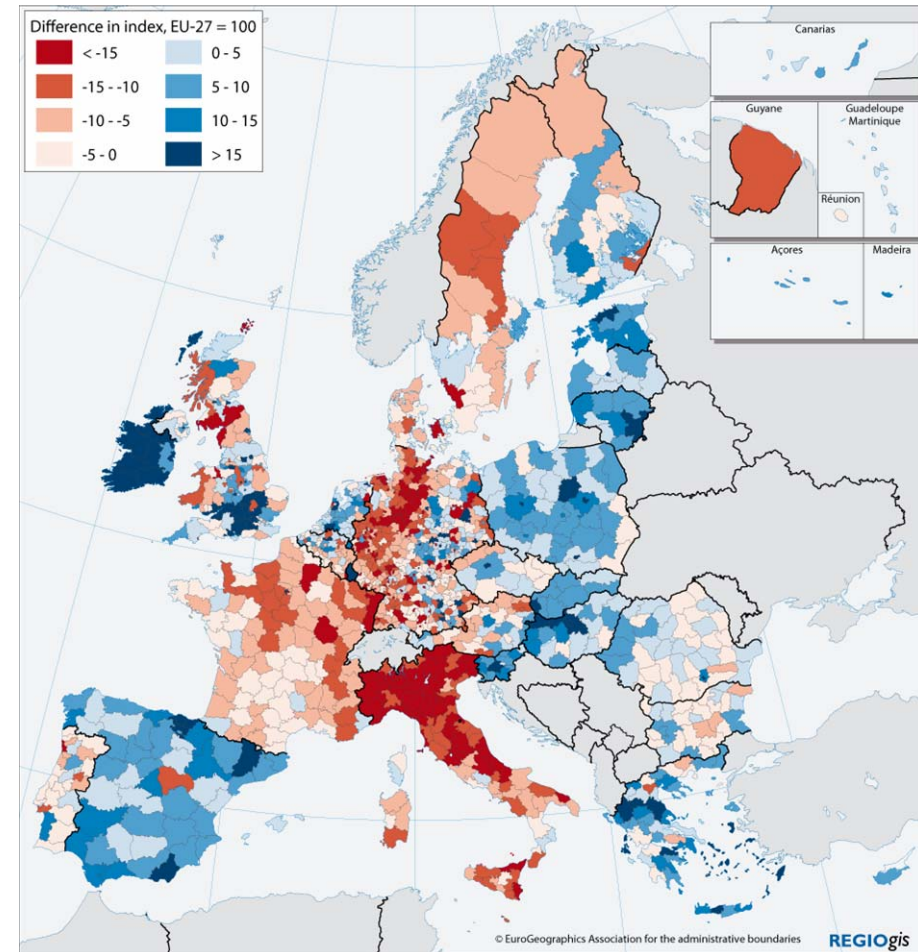 Difference in index, EU-27 = 100
< -15
0 - 5
-15 - -10
5 - 10
-10 - -5
10 - 15
-5 - 0
> 15
Canarias
Guyane
Guadeloupe
Martinique
Réunion
Açores
Madeira
© EuroGeographics Association for the administrative boundaries
REGIOgis